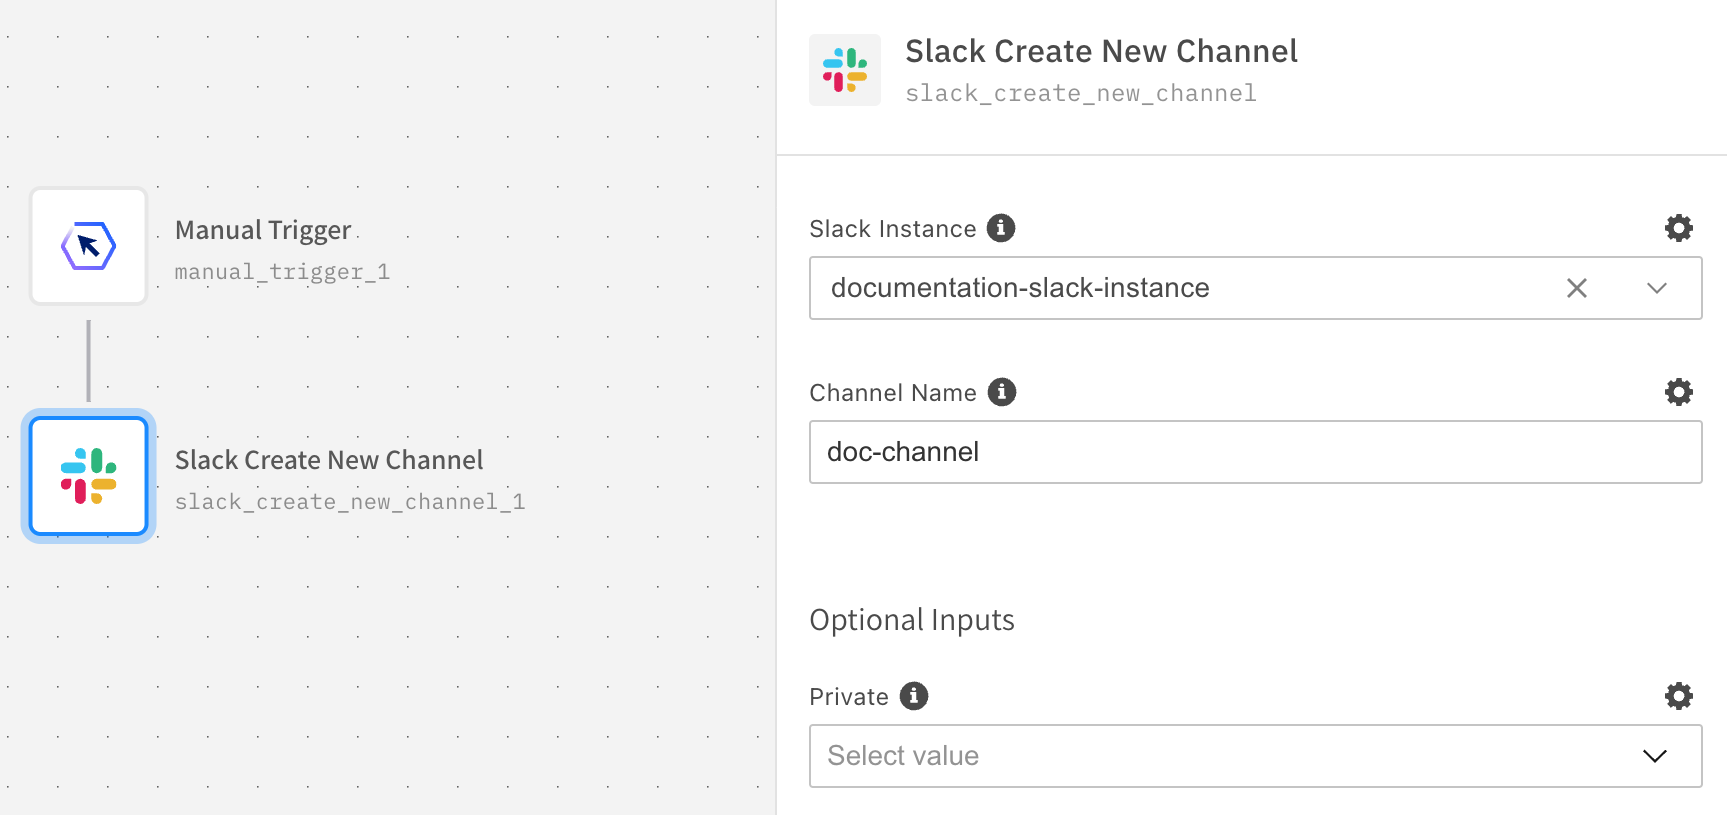 Manual Trigger
manual_trigger_1
Slack Create New Channel
slack_create_new_channel_1
Slack Create New Channel
slack_create_new_channel
Slack Instance
documentation-slack-instance
Channel Name
doc-channel
Optional Inputs
Private
Select value